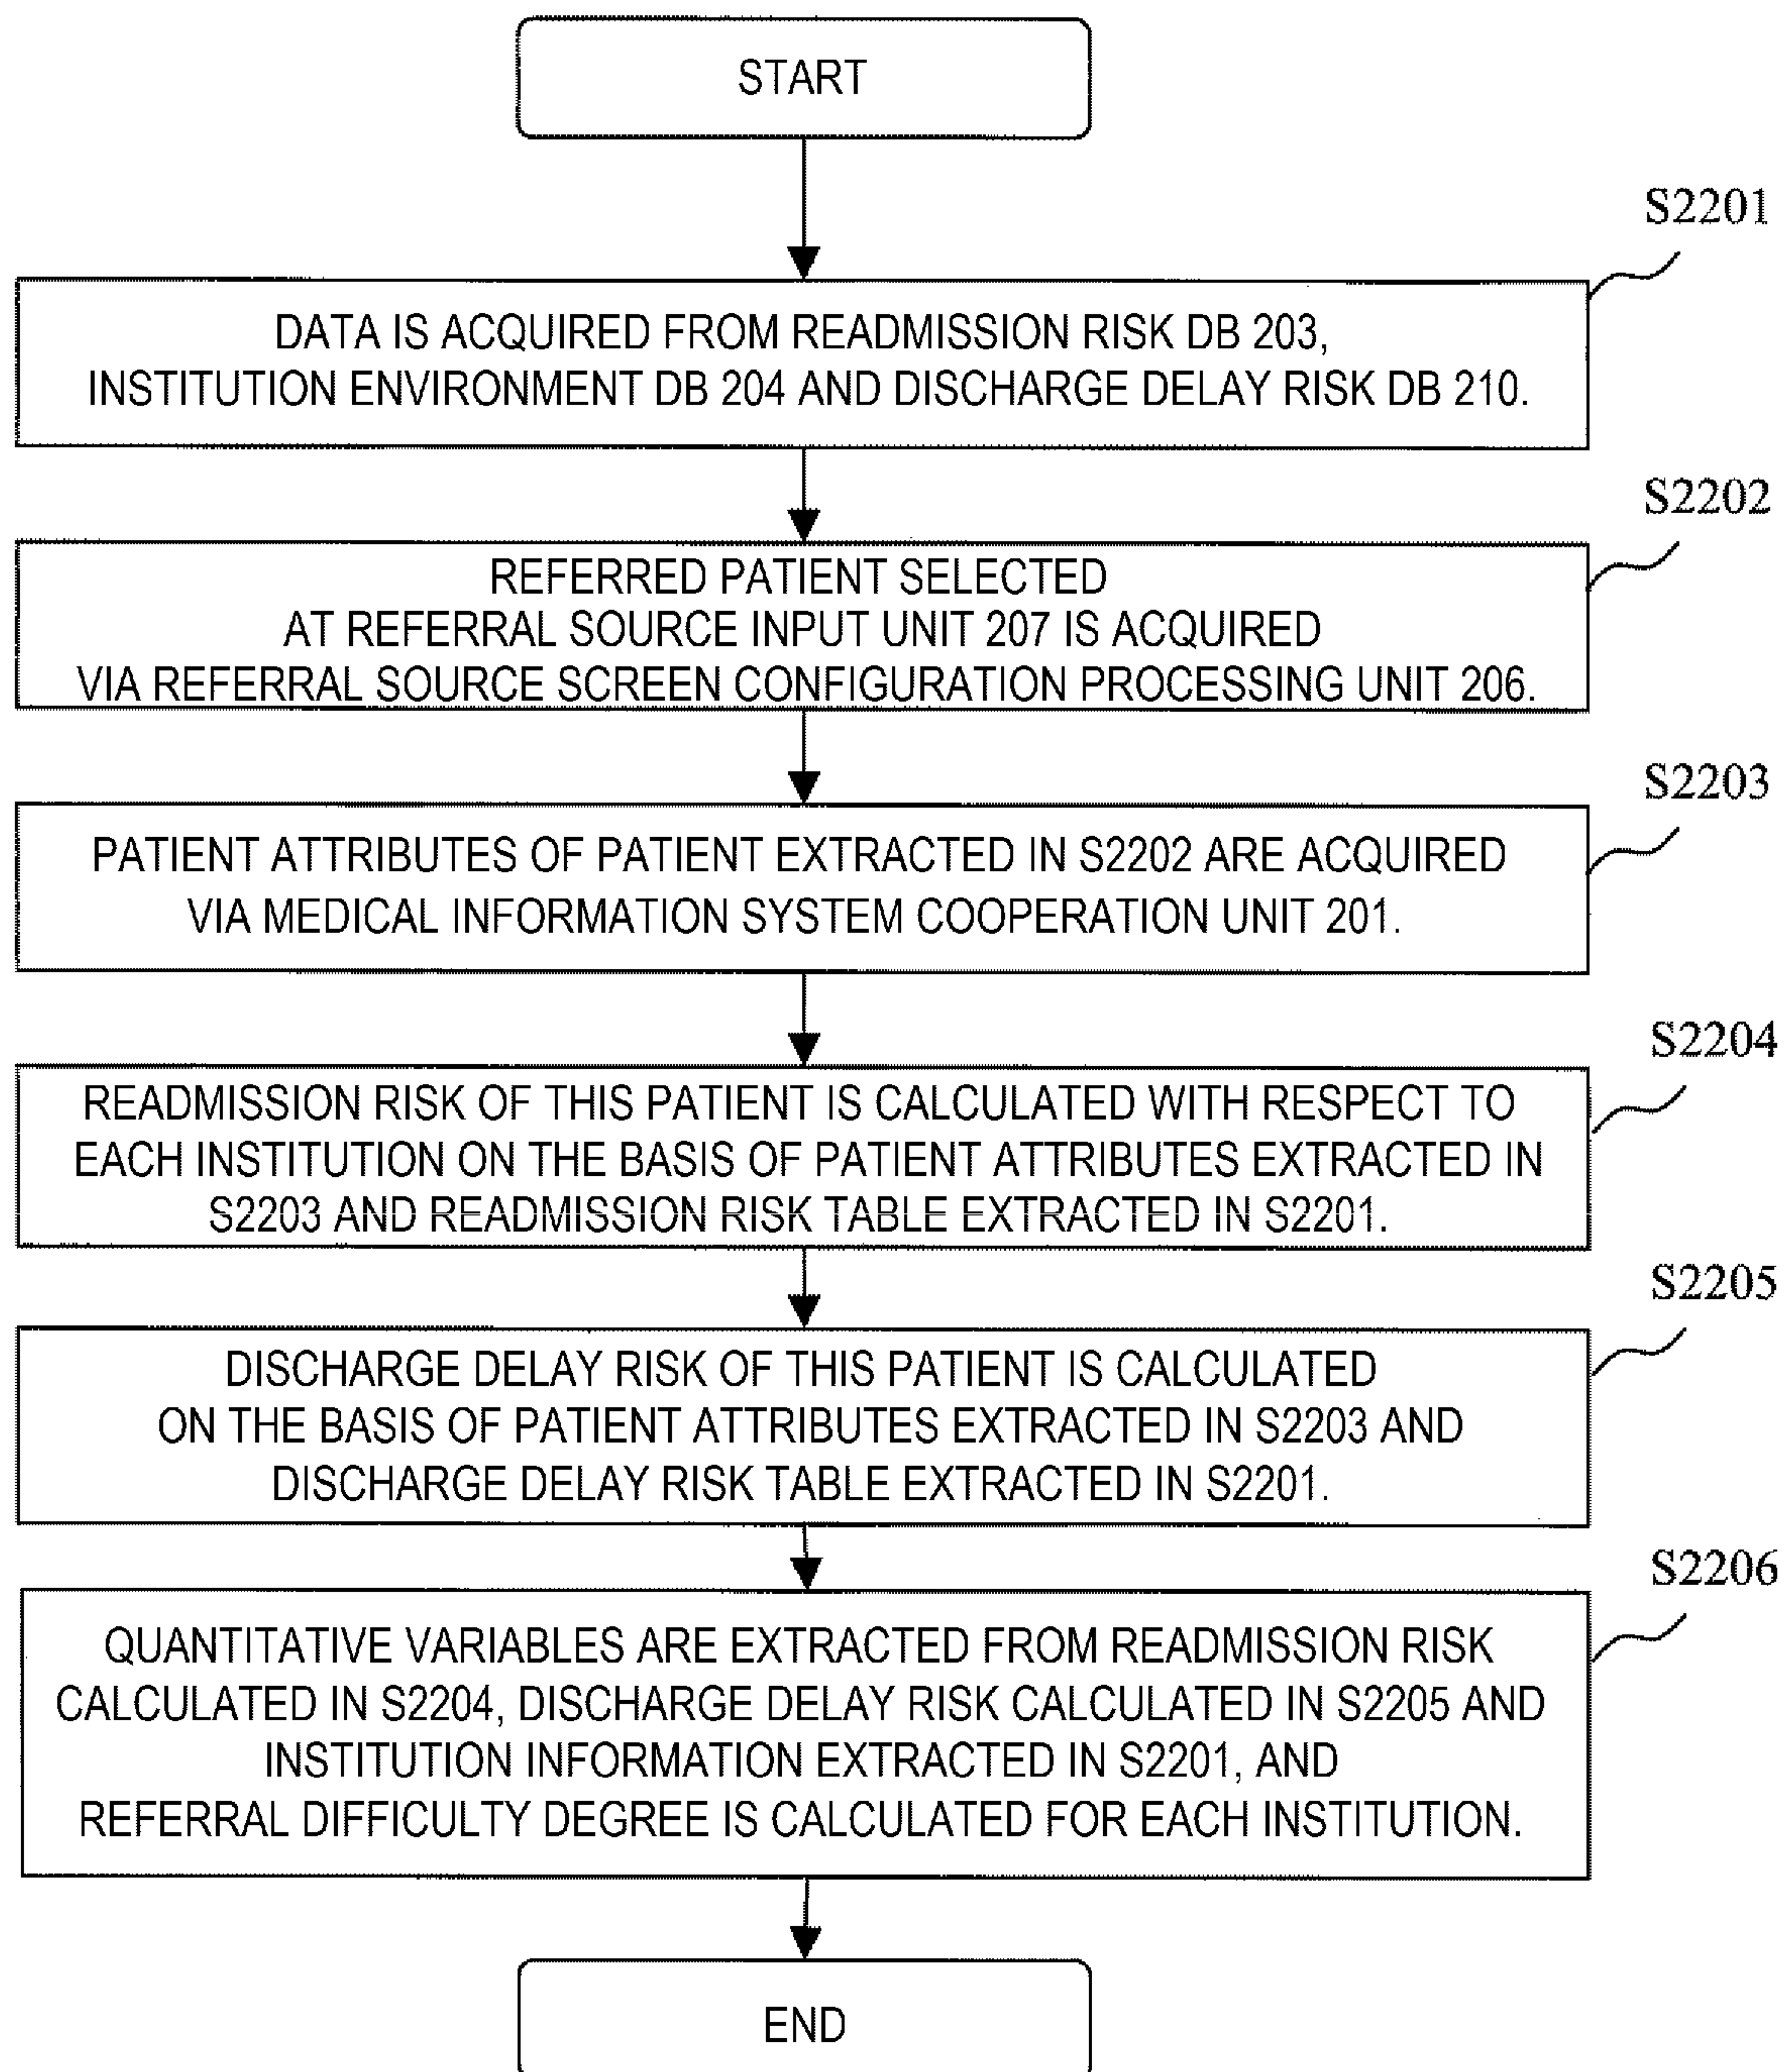 START
S2201
DATA IS ACQUIRED FROM READMISSION RISK DB 203,
INSTITUTION ENVIRONMENT DB 204 AND DISCHARGE DELAY RISK DB 210.
S2202
REFERRED PATIENT SELECTED
AT REFERRAL SOURCE INPUT UNIT 207 IS ACQUIRED
VIA REFERRAL SOURCE SCREEN CONFIGURATION PROCESSING UNIT 206.
S2203
PATIENT ATTRIBUTES OF PATIENT EXTRACTED IN S2202 ARE ACQUIRED
VIA MEDICAL INFORMATION SYSTEM COOPERATION UNIT 201.
S2204
READMISSION RISK OF THIS PATIENT IS CALCULATED WITH RESPECT TO
EACH INSTITUTION ON THE BASIS OF PATIENT ATTRIBUTES EXTRACTED IN
S2203 AND READMISSION RISK TABLE EXTRACTED IN S2201.
S2205
DISCHARGE DELAY RISK OF THIS PATIENT IS CALCULATED
ON THE BASIS OF PATIENT ATTRIBUTES EXTRACTED IN S2203 AND
DISCHARGE DELAY RISK TABLE EXTRACTED IN S2201.
S2206
QUANTITATIVE VARIABLES ARE EXTRACTED FROM READMISSION RISK
CALCULATED IN S2204, DISCHARGE DELAY RISK CALCULATED IN S2205 AND
INSTITUTION INFORMATION EXTRACTED IN S2201, AND
REFERRAL DIFFICULTY DEGREE IS CALCULATED FOR EACH INSTITUTION.
END